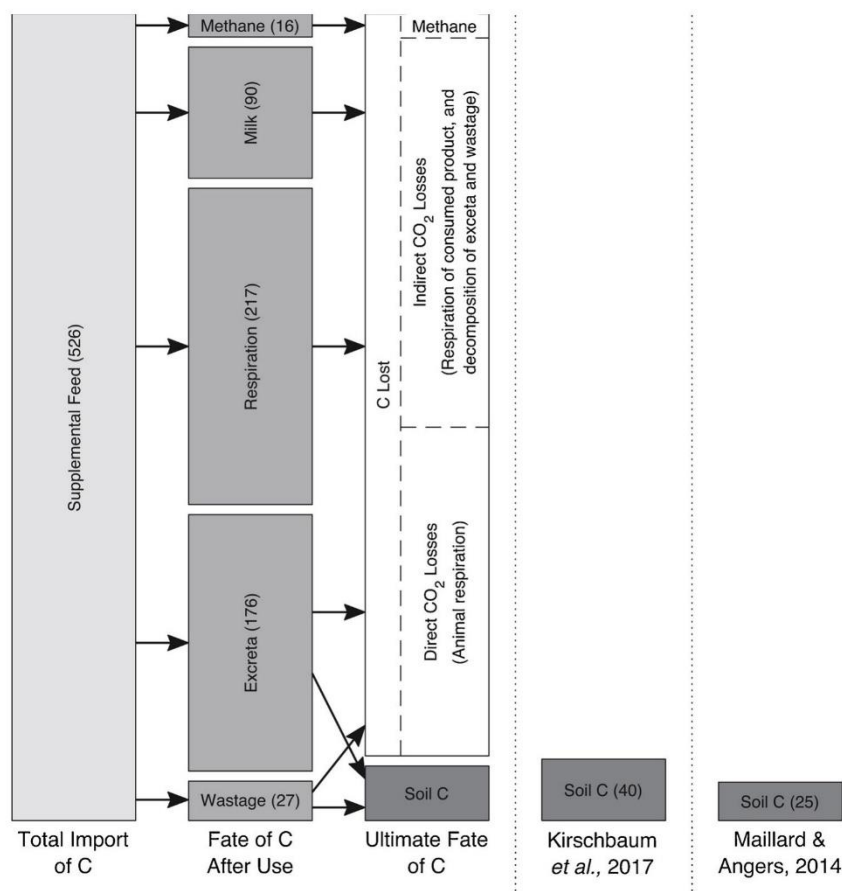 Supplemental Feed (526)
Methane (16)
Milk (90)
Respiration (217)
Excreta (176)
Wastage (27)
Methane
C Lost
Indirect CO2 Losses
(Respiration of consumed product, and
decomposition of exceta and wastage)
Direct CO2 Losses
(Animal respiration)
Soil C
Soil C (40)
Soil C (25)
Total Import
of C
Fate of C
After Use
Ultimate Fate
of C
Kirschbaum
et al., 2017
Maillard &
Angers, 2014